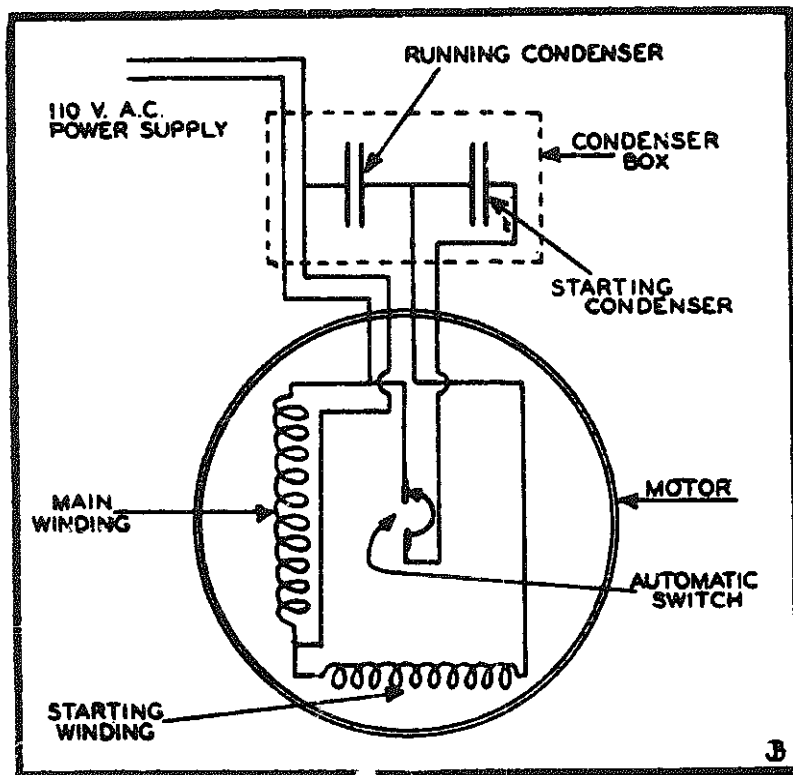 RUNNING CONDENSER
110 V. A.C.
POWER SUPPLY
CONDENSER
BOX
STARTING
CONDENSER
MAIN
WINDING
MOTOR
AUTOMATIC
SWITCH
STARTING
WINDING
JB